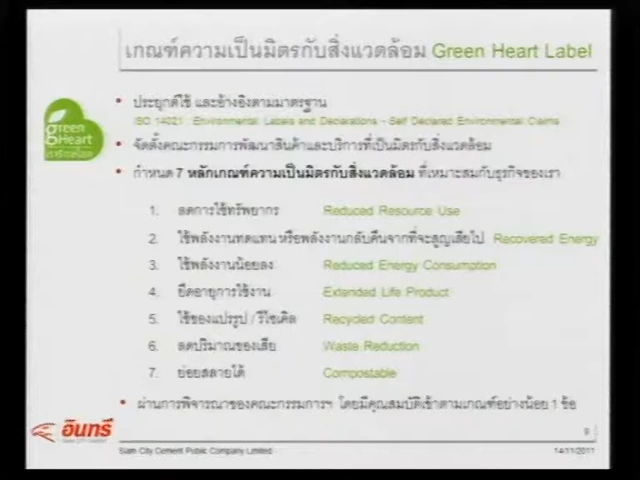 เกณฑ์ความเป็นมิตรกับสิ่งแวดล้อม Green Heart Label
green
Heart
เรารักษ์โลก
• ประยุกต์ใช้ และอ้างอิงตามมาตรฐาน
ISO 14021 : Environmental Labels and Declarations - Self Declared Environmental Claims
• จัดตั้งคณะกรรมการพัฒนาสินค้าและบริการที่เป็นมิตรกับสิ่งแวดล้อม
• กำหนด 7 หลักเกณฑ์ความเป็นมิตรกับสิ่งแวดล้อม ที่เหมาะสมกับธุรกิจของเรา
1. ลดการใช้ทรัพยากร Reduced Resource Use
2. ใช้พลังงานทดแทน หรือพลังงานกลับคืนจากที่จะสูญเสียไป Recovered Energy
3. ใช้พลังงานน้อยลง Reduced Energy Consumption
4. ยืดอายุการใช้งาน Extended Life Product
5. ใช้ของแปรรูป / รีไซเคิล Recycled Content
6. ลดปริมาณของเสีย Waste Reduction
7. ย่อยสลายได้ Compostable
• ผ่านการพิจารณาของคณะกรรมการฯ โดยมีคุณสมบัติเข้าตามเกณฑ์อย่างน้อย 1 ข้อ
อินทรี
9
Siam City Cement Public Company Limited
14/11/2011